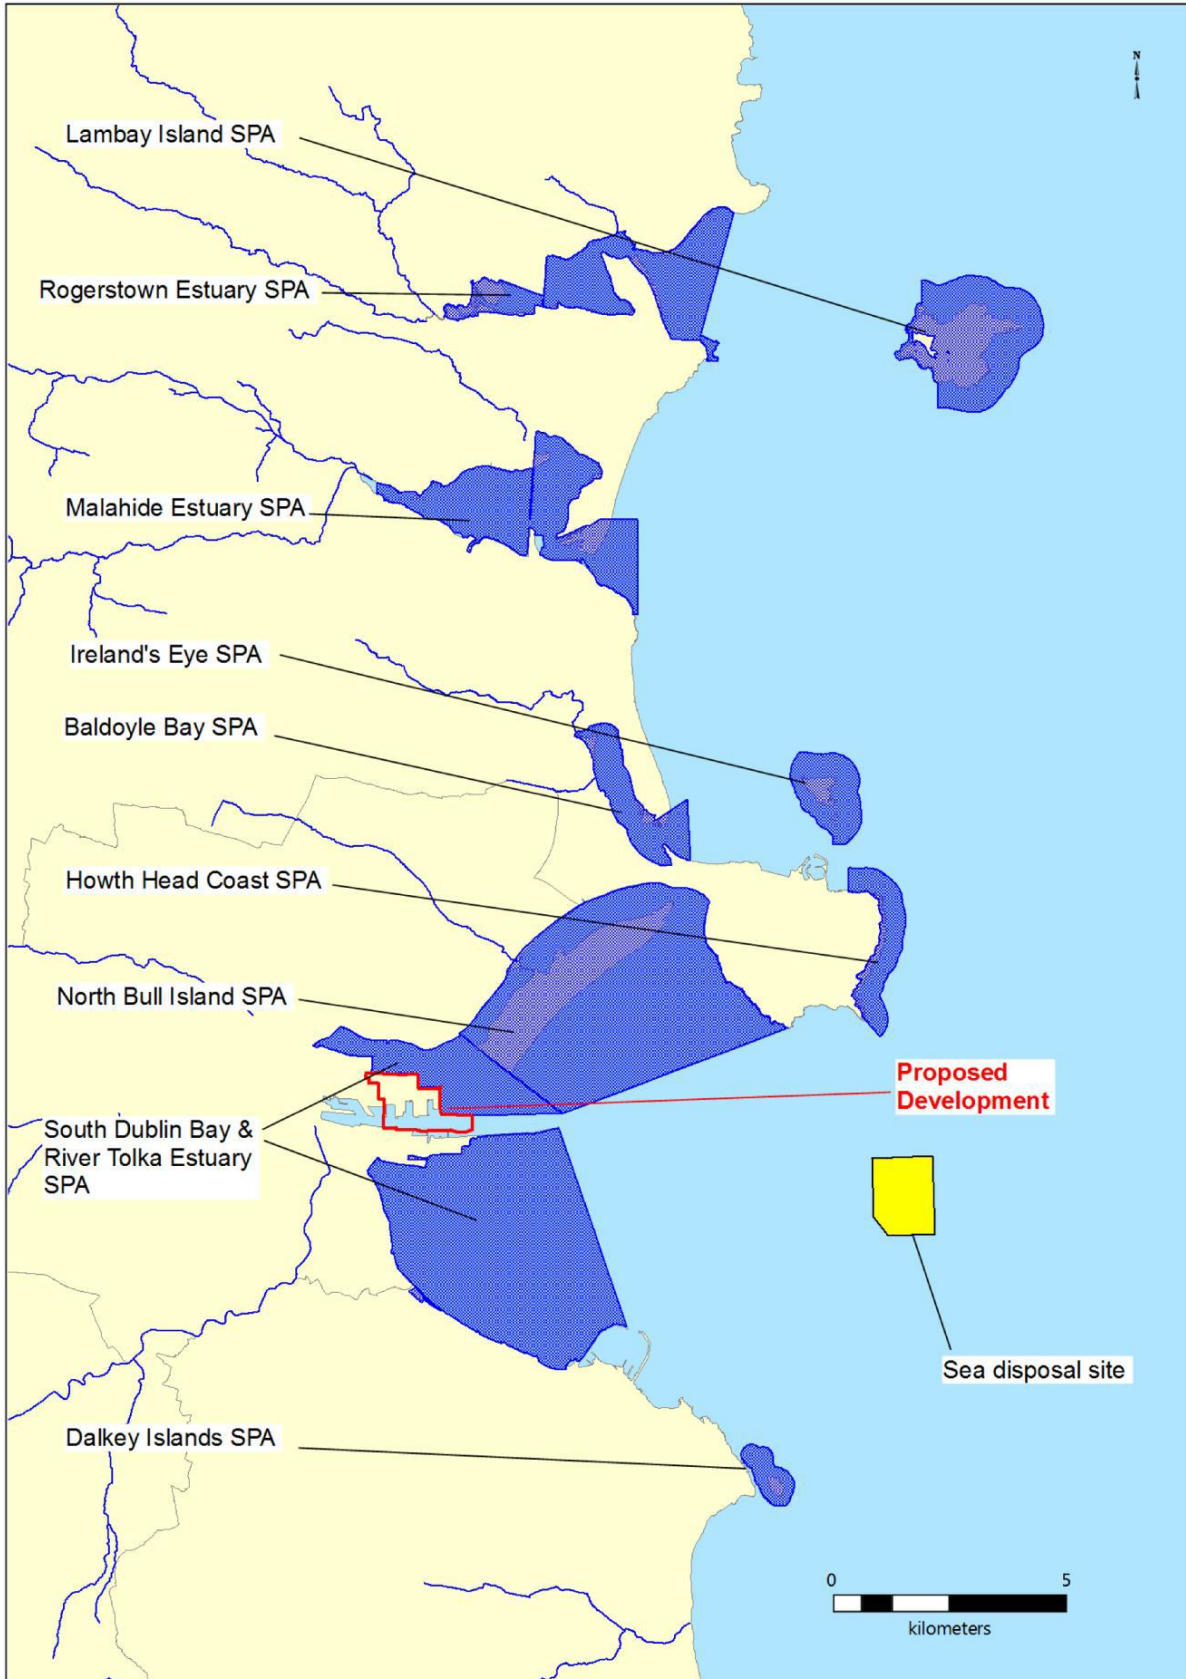 N
Lambay Island SPA
Rogerstown Estuary SPA
Malahide Estuary SPA
Ireland's Eye SPA
Baldoyle Bay SPA
Howth Head Coast SPA
North Bull Island SPA
Proposed
Development
South Dublin Bay &
River Tolka Estuary
SPA
Sea disposal site
Dalkey Islands SPA
0 5
kilometers